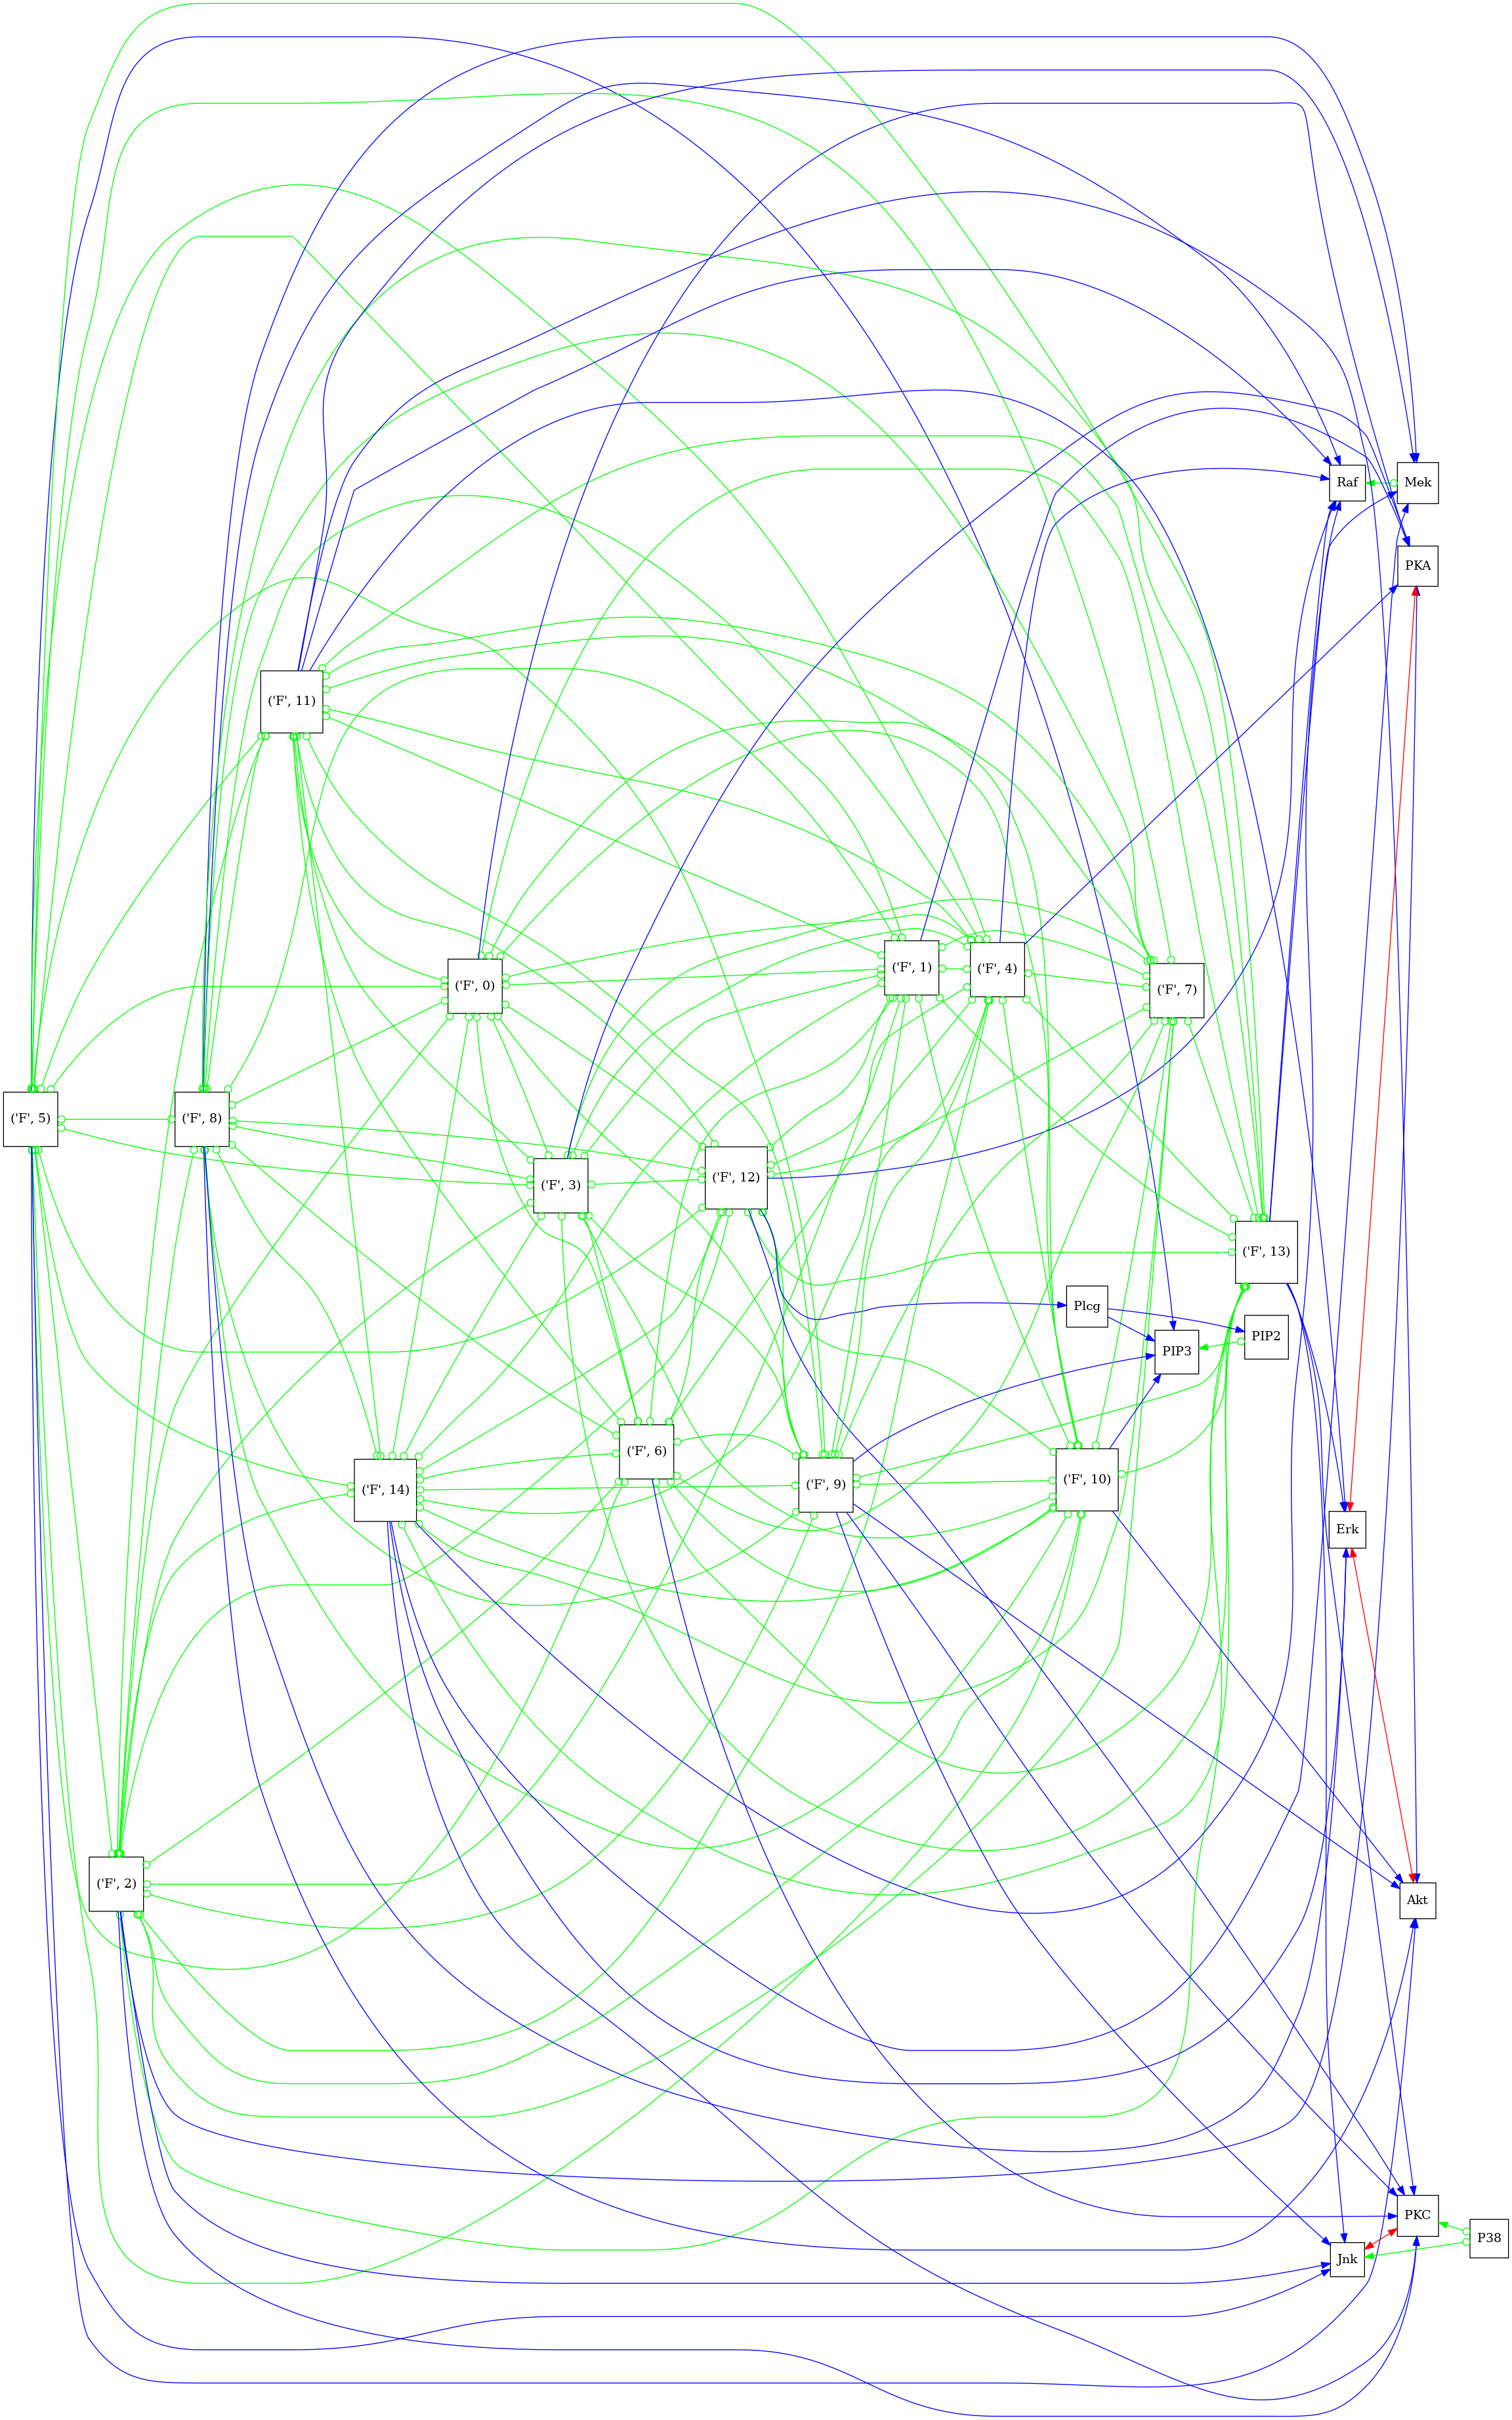 Raf
Mek
PKA
('F', 11)
('F', 1)
('F', 4)
('F', 0)
('F', 7)
('F', 5)
('F', 8)
('F', 12)
('F', 3)
('F', 13)
Plcg
PIP2
PIP3
('F', 6)
('F', 10)
('F', 9)
('F', 14)
Erk
('F', 2)
Akt
PKC
P38
Jnk